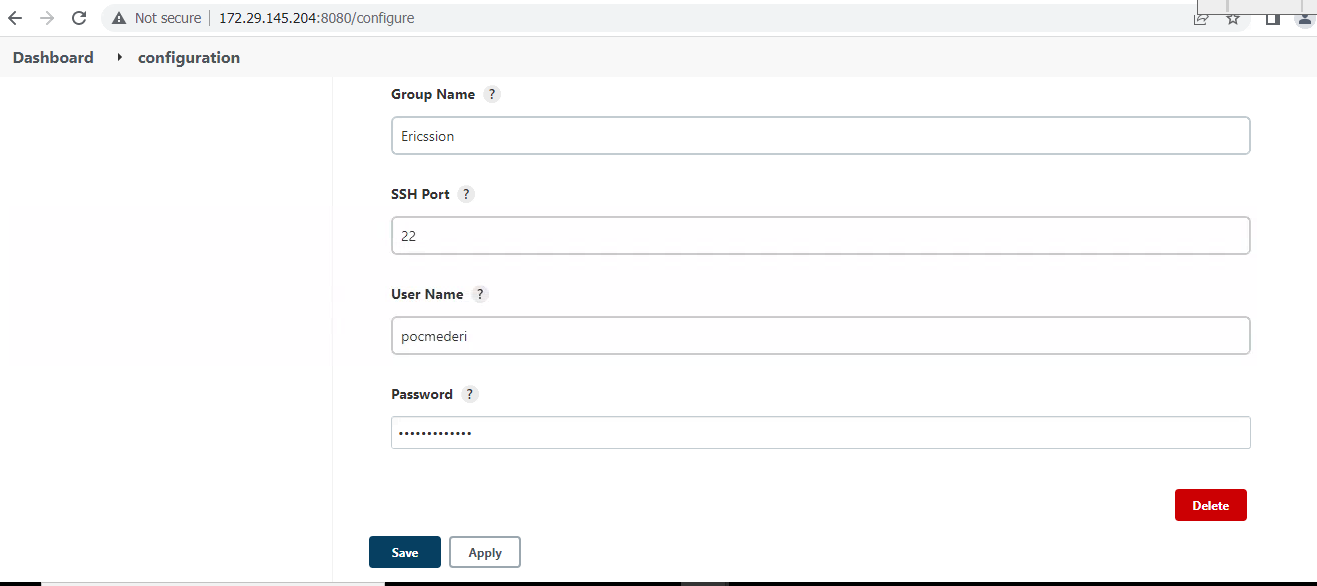 Not secure 172.29.145.204:8080/configure
Dashboard configuration
Group Name ?
Ericssion
SSH Port ?
22
User Name ?
pocmederi
Password ?
•••••••••••••
Delete
Save Apply